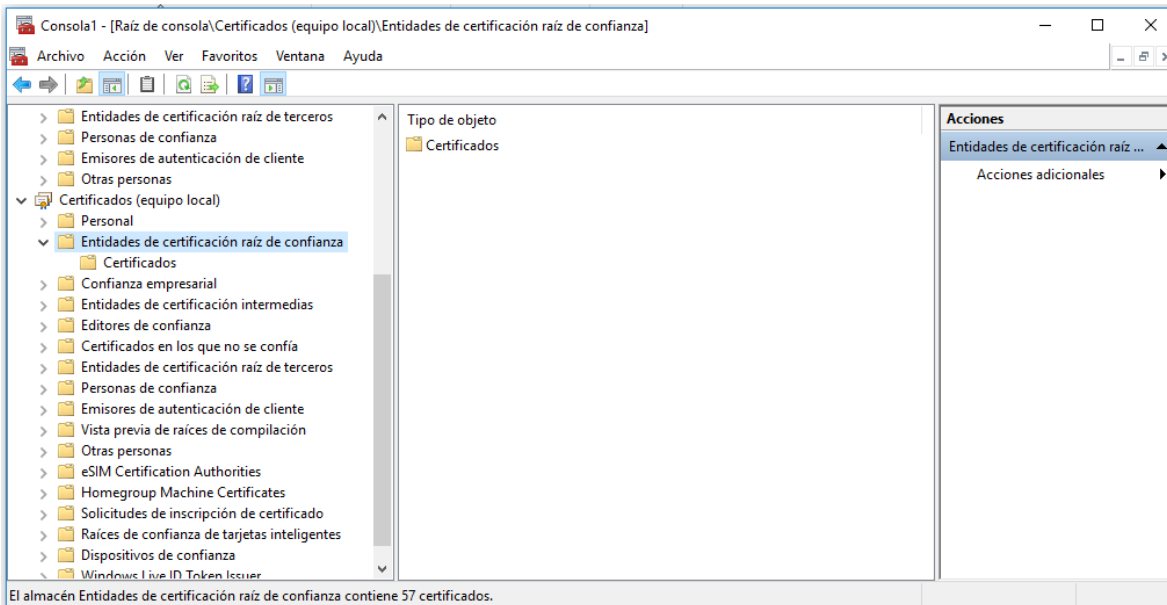 Consola1 - [Raíz de consola\Certificados (equipo local)\Entidades de certificación raíz de confianza]
Archivo Acción Ver Favoritos Ventana Ayuda
Entidades de certificación raíz de terceros
Personas de confianza
Emisores de autenticación de cliente
Otras personas
Certificados (equipo local)
Personal
Entidades de certificación raíz de confianza
Certificados
Confianza empresarial
Entidades de certificación intermedias
Editores de confianza
Certificados en los que no se confía
Entidades de certificación raíz de terceros
Personas de confianza
Emisores de autenticación de cliente
Vista previa de raíces de compilación
Otras personas
eSIM Certification Authorities
Homegroup Machine Certificates
Solicitudes de inscripción de certificado
Raíces de confianza de tarjetas inteligentes
Dispositivos de confianza
Windows Live ID Token Issuer
Tipo de objeto
Certificados
Acciones
Entidades de certificación raíz ...
Acciones adicionales
El almacén Entidades de certificación raíz de confianza contiene 57 certificados.